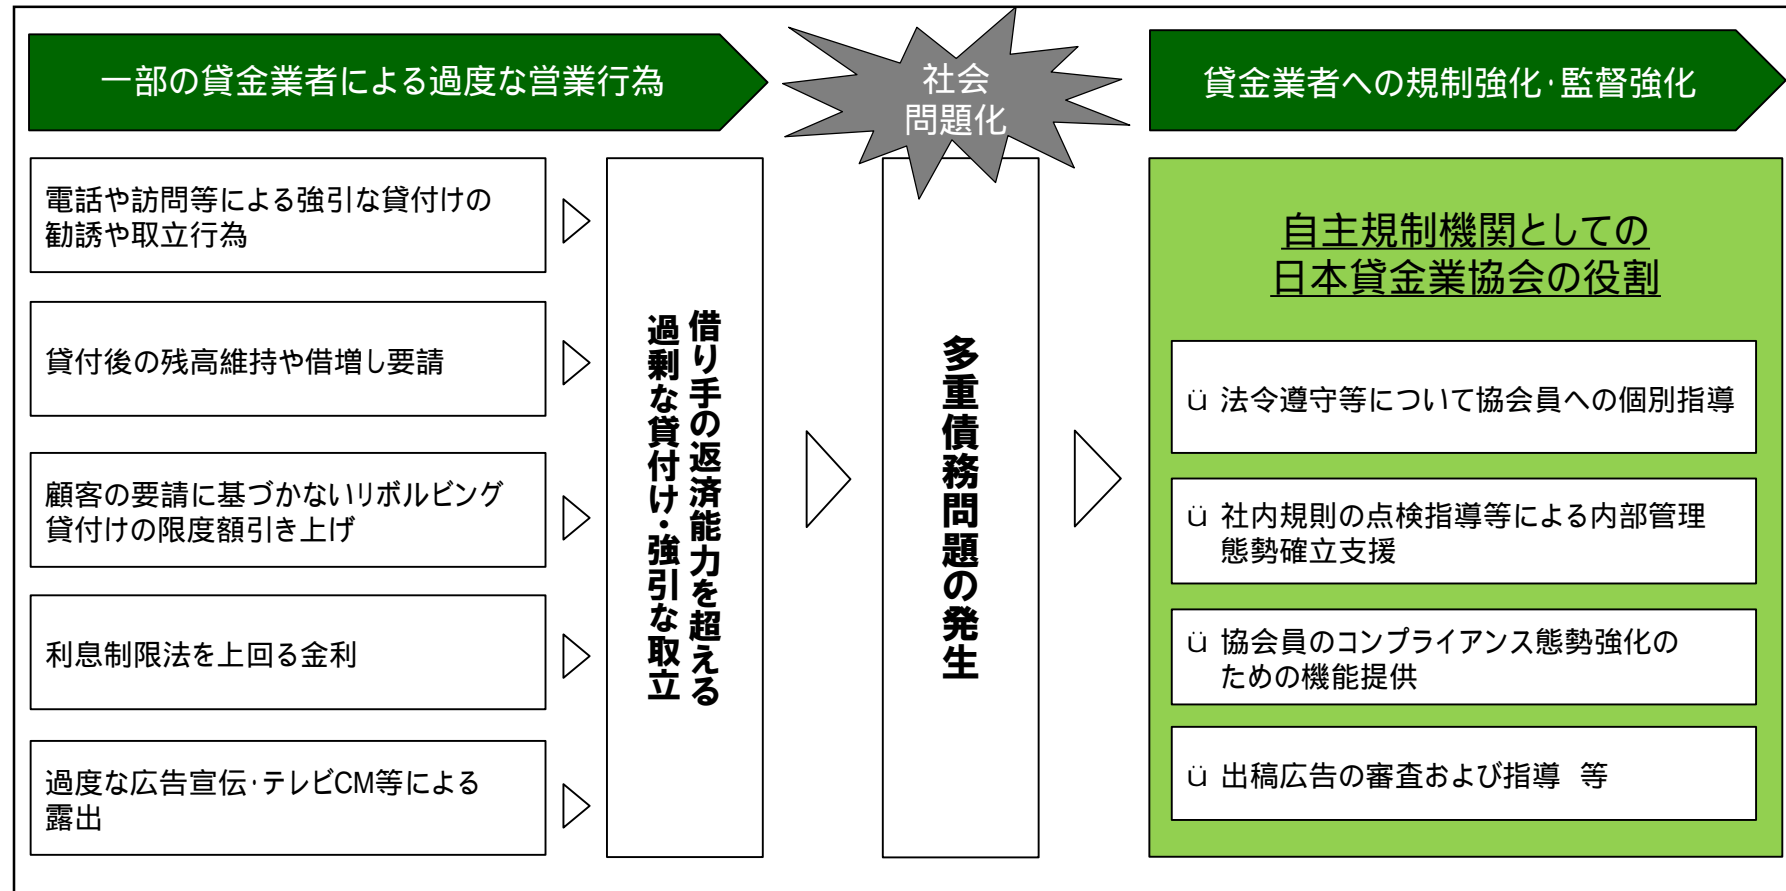 一部の貸金業者による過度な営業行為
社会
問題化
貸金業者への規制強化・監督強化
電話や訪問等による強引な貸付けの
勧誘や取立行為
貸付後の残高維持や借増し要請
顧客の要請に基づかないリボルビング
貸付けの限度額引き上げ
利息制限法を上回る金利
過度な広告宣伝・テレビCM等による
露出
借り手の返済能力を超える
過剰な貸付け・強引な取立
多重債務問題の発生
自主規制機関としての
日本貸金業協会の役割
ü 法令遵守等について協会員への個別指導
ü 社内規則の点検指導等による内部管理
態勢確立支援
ü 協会員のコンプライアンス態勢強化の
ための機能提供
ü 出稿広告の審査および指導 等